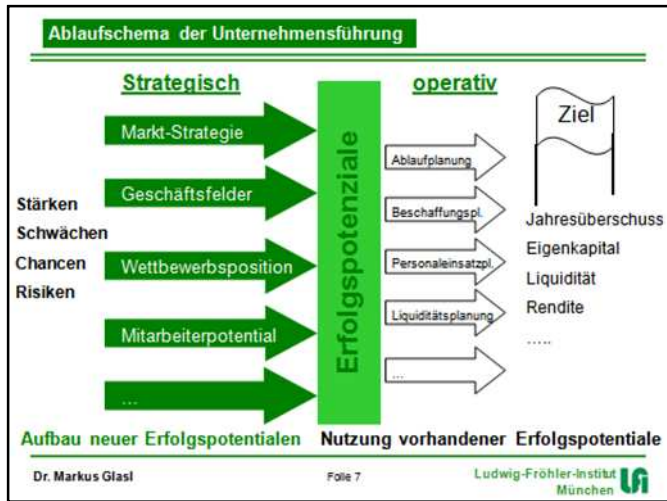 Ablaufschema der Unternehmensführung
Strategisch
operativ
Stärken
Schwächen
Chancen
Risiken
Markt-Strategie
Geschäftsfelder
Wettbewerbsposition
Mitarbeiterpotential
...
Erfolgspotenziale
Ablaufplanung
Beschaffungspl.
Personaleinsatzpl.
Liquiditätsplanung
...
Ziel
Jahresüberschuss
Eigenkapital
Liquidität
Rendite
.....
Aufbau neuer Erfolgspotentialen
Nutzung vorhandener Erfolgspotentiale
Dr. Markus Glasl
Folie 7
Ludwig-Fröhler-Institut
München
LFI